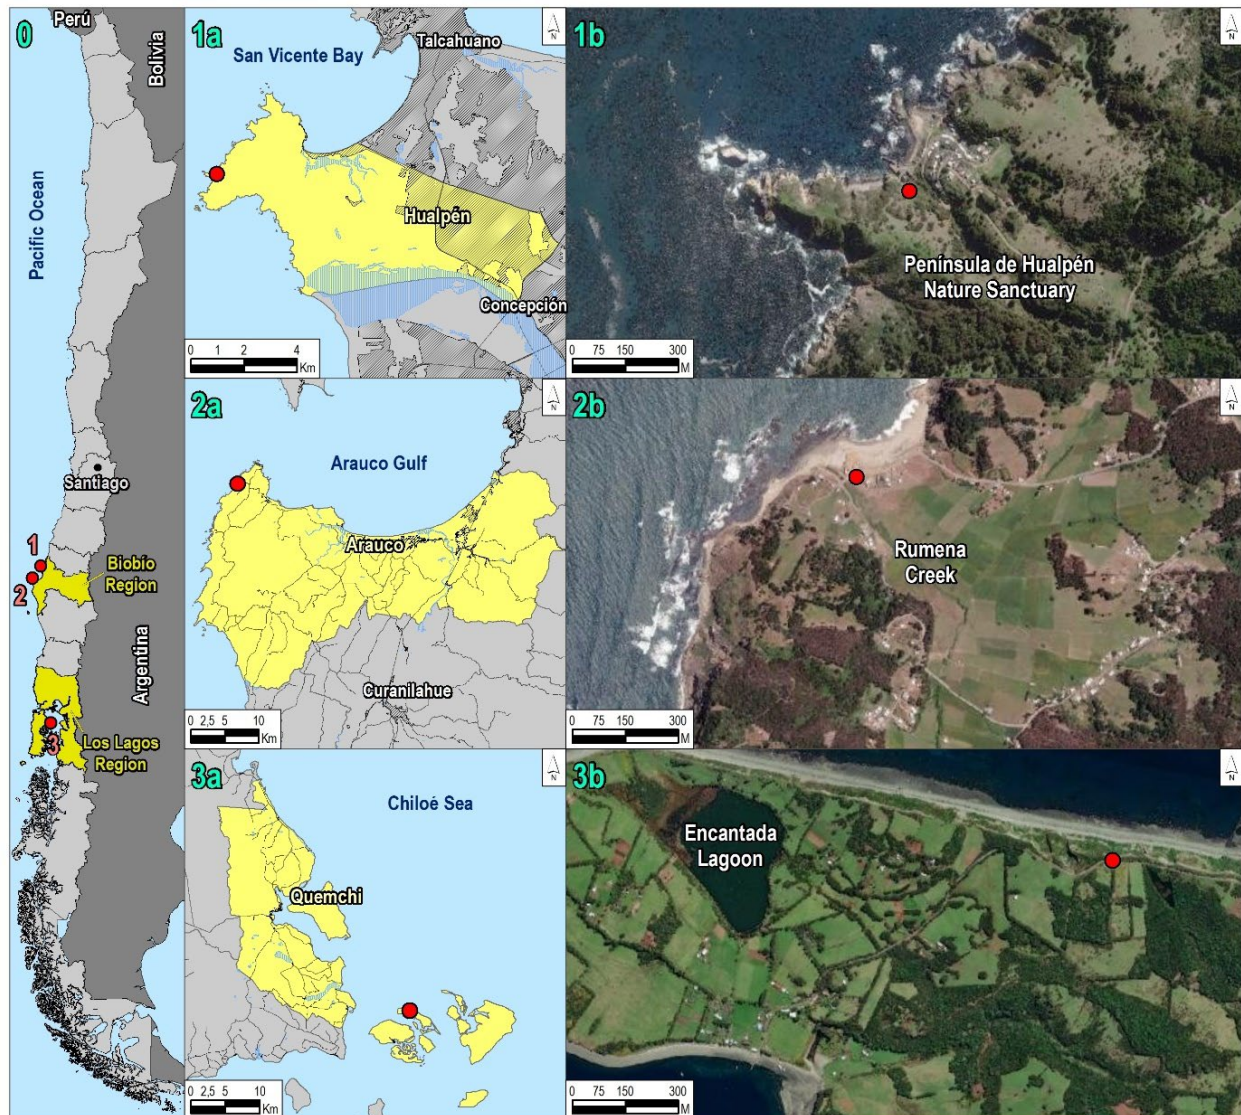 0
Perú
Bolivia
Pacific Ocean
Santiago
1
2
Biobío
Region
Argentina
Los Lagos
Region
3
1a
San Vicente Bay
Talcahuano
Hualpén
Concepción
0 1 2 4
Km
N
1b
Península de Hualpén
Nature Sanctuary
0 75 150 300
M
N
2a
Arauco Gulf
Arauco
Curanilahue
0 2,5 5 10
Km
N
2b
Rumena
Creek
0 75 150 300
M
N
3a
Chiloé Sea
Quemchi
0 2,5 5 10
Km
N
3b
Encantada
Lagoon
0 75 150 300
M
N